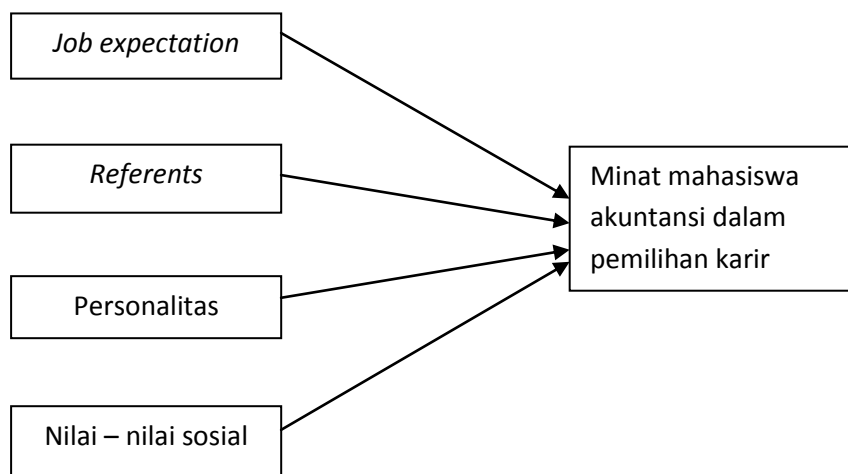 Job expectation
Referents
Minat mahasiswa
akuntansi dalam
pemilihan karir
Personalitas
Nilai – nilai sosial